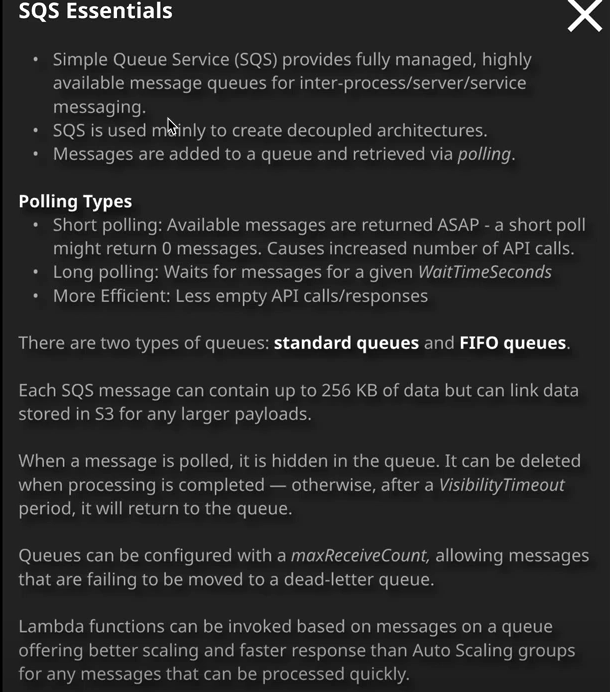 SQS Essentials
• Simple Queue Service (SQS) provides fully managed, highly
available message queues for inter-process/server/service
messaging.
• SQS is used mainly to create decoupled architectures.
• Messages are added to a queue and retrieved via polling.
Polling Types
• Short polling: Available messages are returned ASAP - a short poll
might return 0 messages. Causes increased number of API calls.
• Long polling: Waits for messages for a given WaitTimeSeconds
• More Efficient: Less empty API calls/responses
There are two types of queues: standard queues and FIFO queues.
Each SQS message can contain up to 256 KB of data but can link data
stored in S3 for any larger payloads.
When a message is polled, it is hidden in the queue. It can be deleted
when processing is completed — otherwise, after a VisibilityTimeout
period, it will return to the queue.
Queues can be configured with a maxReceiveCount, allowing messages
that are failing to be moved to a dead-letter queue.
Lambda functions can be invoked based on messages on a queue
offering better scaling and faster response than Auto Scaling groups
for any messages that can be processed quickly.